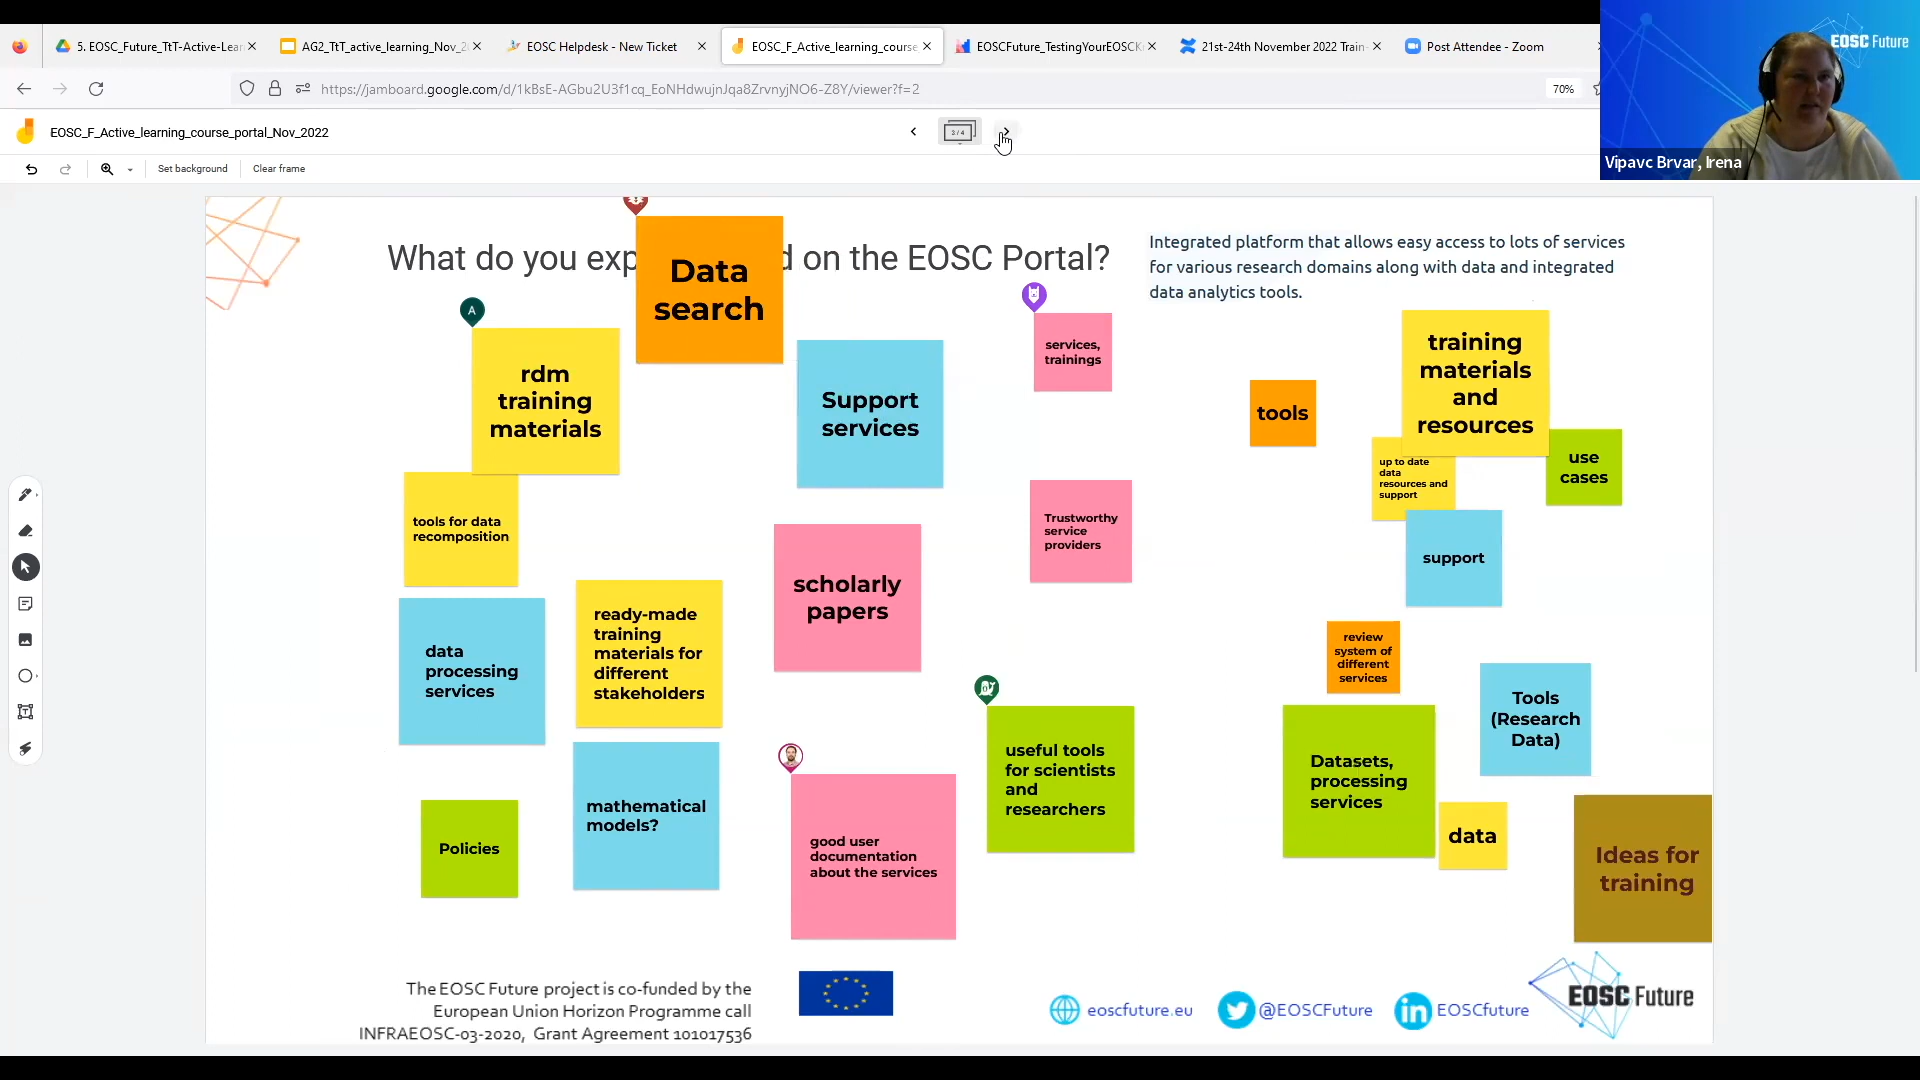 5. EOSC_Future_TtT-Active-Lear
AG2_TtT_active_learning_Nov_2
EOSC Helpdesk - New Ticket
EOSC_F_Active_learning_course
EOSCFuture_TestingYourEOSCK
21st-24th November 2022 Train
Post Attendee - Zoom
https://jamboard.google.com/d/1kBsE-AGbu2U3f1cq_EoNHdwujnJqa8ZrvnyjNO6-Z8Y/viewer?f=2
70%
EOSC Future
Vipavc Brvar, Irena
EOSC_F_Active_learning_course_portal_Nov_2022
3 / 4
Set background
Clear frame
What do you exp
d on the EOSC Portal?
Integrated platform that allows easy access to lots of services
for various research domains along with data and integrated
data analytics tools.
Data
search
A
rdm
training
materials
Support
services
services,
trainings
tools
training
materials
and
resources
up to date
data
resources and
support
use
cases
tools for data
recomposition
scholarly
papers
Trustworthy
service
providers
support
data
processing
services
ready-made
training
materials for
different
stakeholders
review
system of
different
services
Tools
(Research
Data)
useful tools
for scientists
and
researchers
Datasets,
processing
services
data
Policies
mathematical
models?
good user
documentation
about the services
Ideas for
training
The EOSC Future project is co-funded by the
European Union Horizon Programme call
INFRAEOSC-03-2020, Grant Agreement 101017536
eoscfuture.eu
@EOSCFuture
in
EOSCfuture
EOSC Future